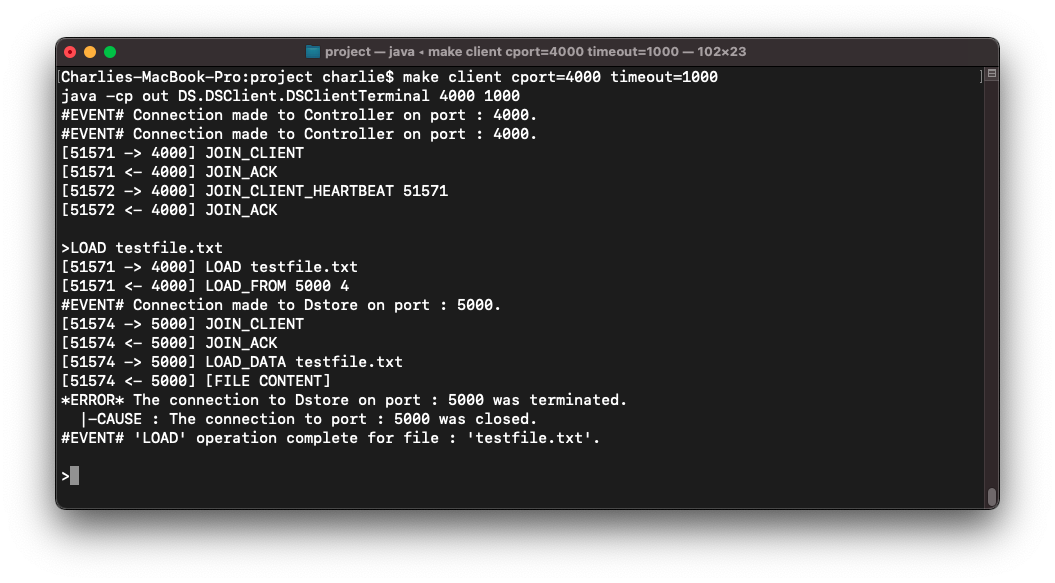 project — java ◂ make client cport=4000 timeout=1000 — 102×23
[Charlies-MacBook-Pro:project charlie$ make client cport=4000 timeout=1000 ]
java -cp out DS.DSClient.DSClientTerminal 4000 1000
#EVENT# Connection made to Controller on port : 4000.
#EVENT# Connection made to Controller on port : 4000.
[51571 -> 4000] JOIN_CLIENT
[51571 <- 4000] JOIN_ACK
[51572 -> 4000] JOIN_CLIENT_HEARTBEAT 51571
[51572 <- 4000] JOIN_ACK
>LOAD testfile.txt
[51571 -> 4000] LOAD testfile.txt
[51571 <- 4000] LOAD_FROM 5000 4
#EVENT# Connection made to Dstore on port : 5000.
[51574 -> 5000] JOIN_CLIENT
[51574 <- 5000] JOIN_ACK
[51574 -> 5000] LOAD_DATA testfile.txt
[51574 <- 5000] [FILE CONTENT]
*ERROR* The connection to Dstore on port : 5000 was terminated.
|-CAUSE : The connection to port : 5000 was closed.
#EVENT# 'LOAD' operation complete for file : 'testfile.txt'.
>